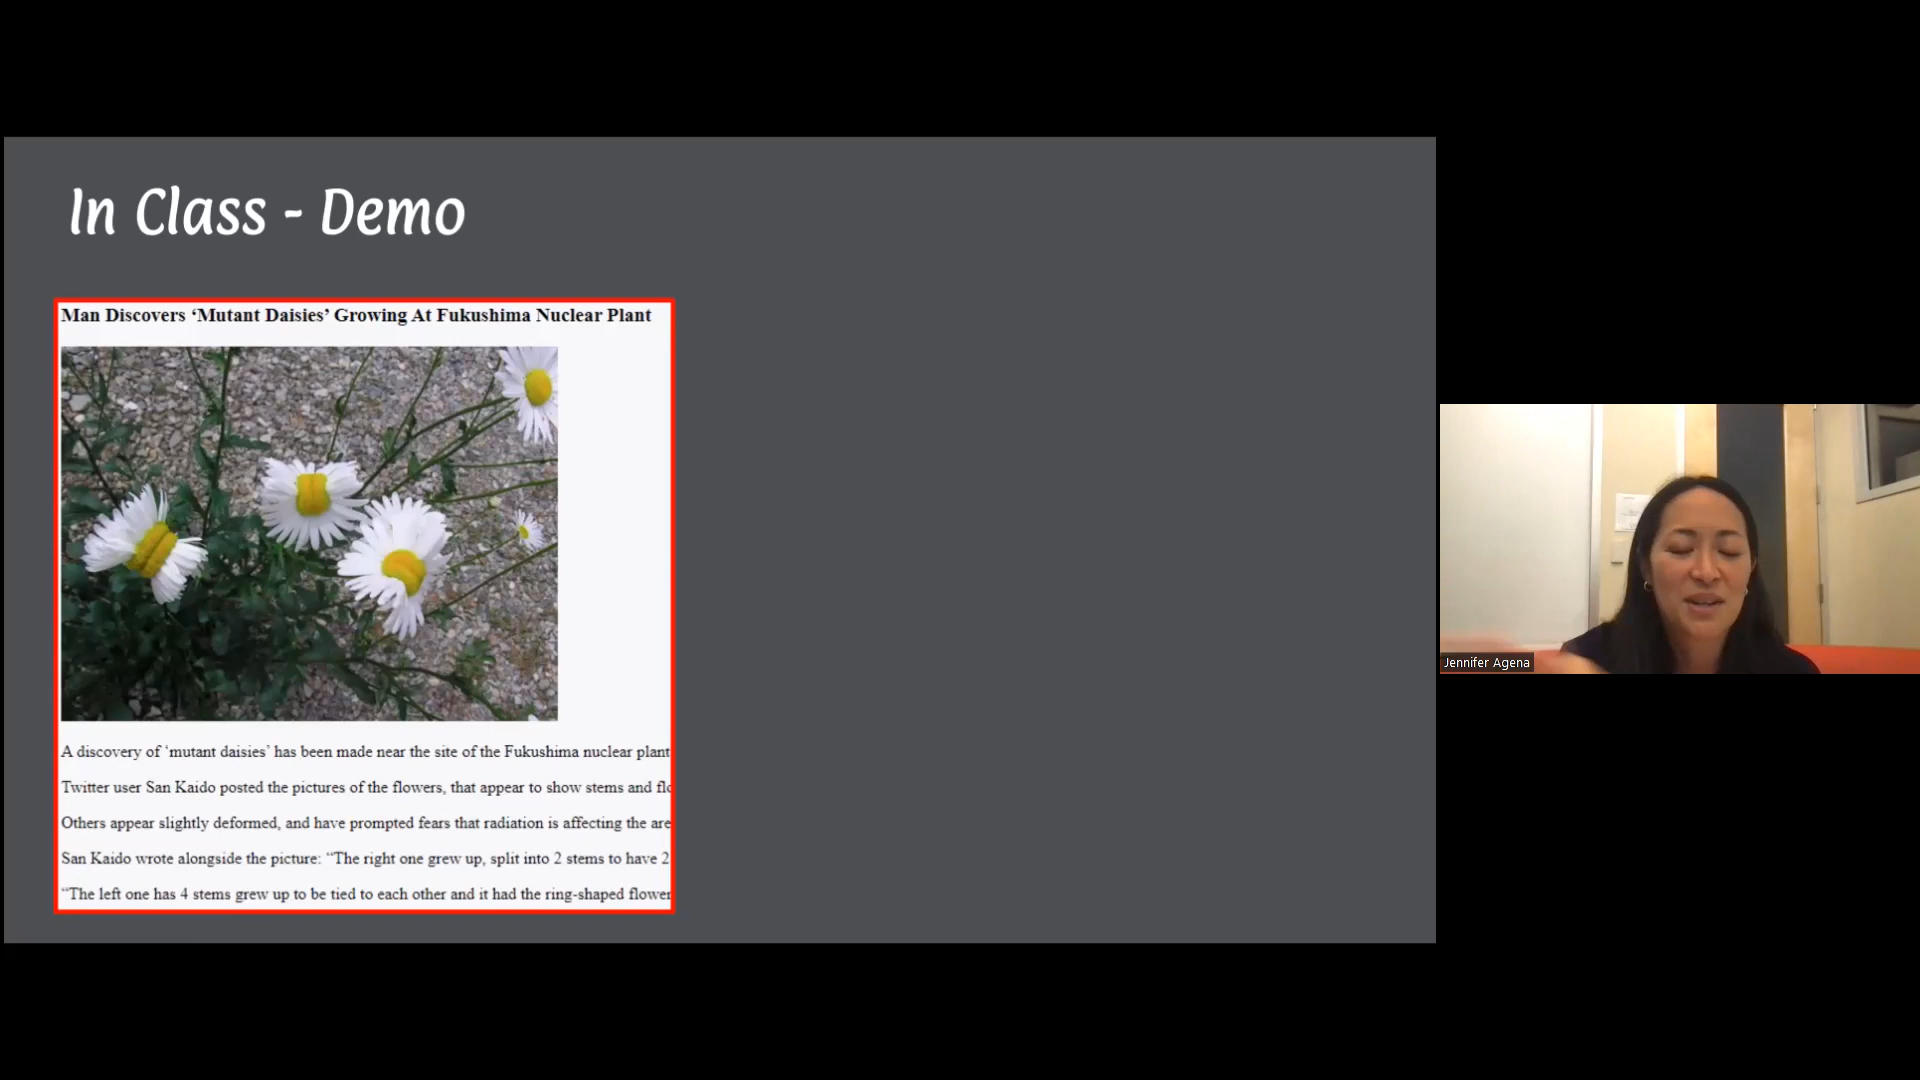 In Class - Demo
Man Discovers ‘Mutant Daisies’ Growing At Fukushima Nuclear Plant
A discovery of ‘mutant daisies’ has been made near the site of the Fukushima nuclear plant
Twitter user San Kaido posted the pictures of the flowers, that appear to show stems and
Others appear slightly deformed, and have prompted fears that radiation is affecting the
San Kaido wrote alongside the picture: “The right one grew up, split into 2 stems to have 2
“The left one has 4 stems grew up to be tied to each other and it had the ring-shaped
Jennifer Agena